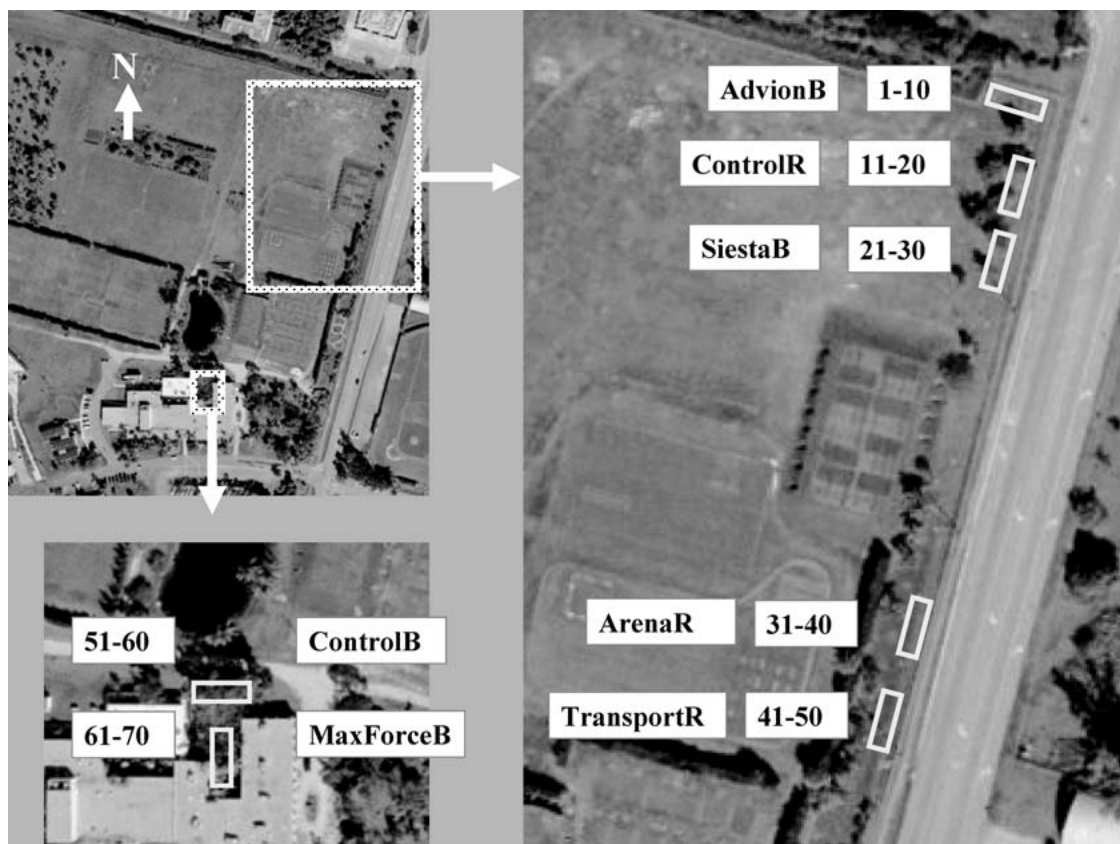 N
AdvionB 1-10
ControlR 11-20
SiestaB 21-30
ArenaR 31-40
TransportR 41-50
51-60 ControlB
61-70 MaxForceB